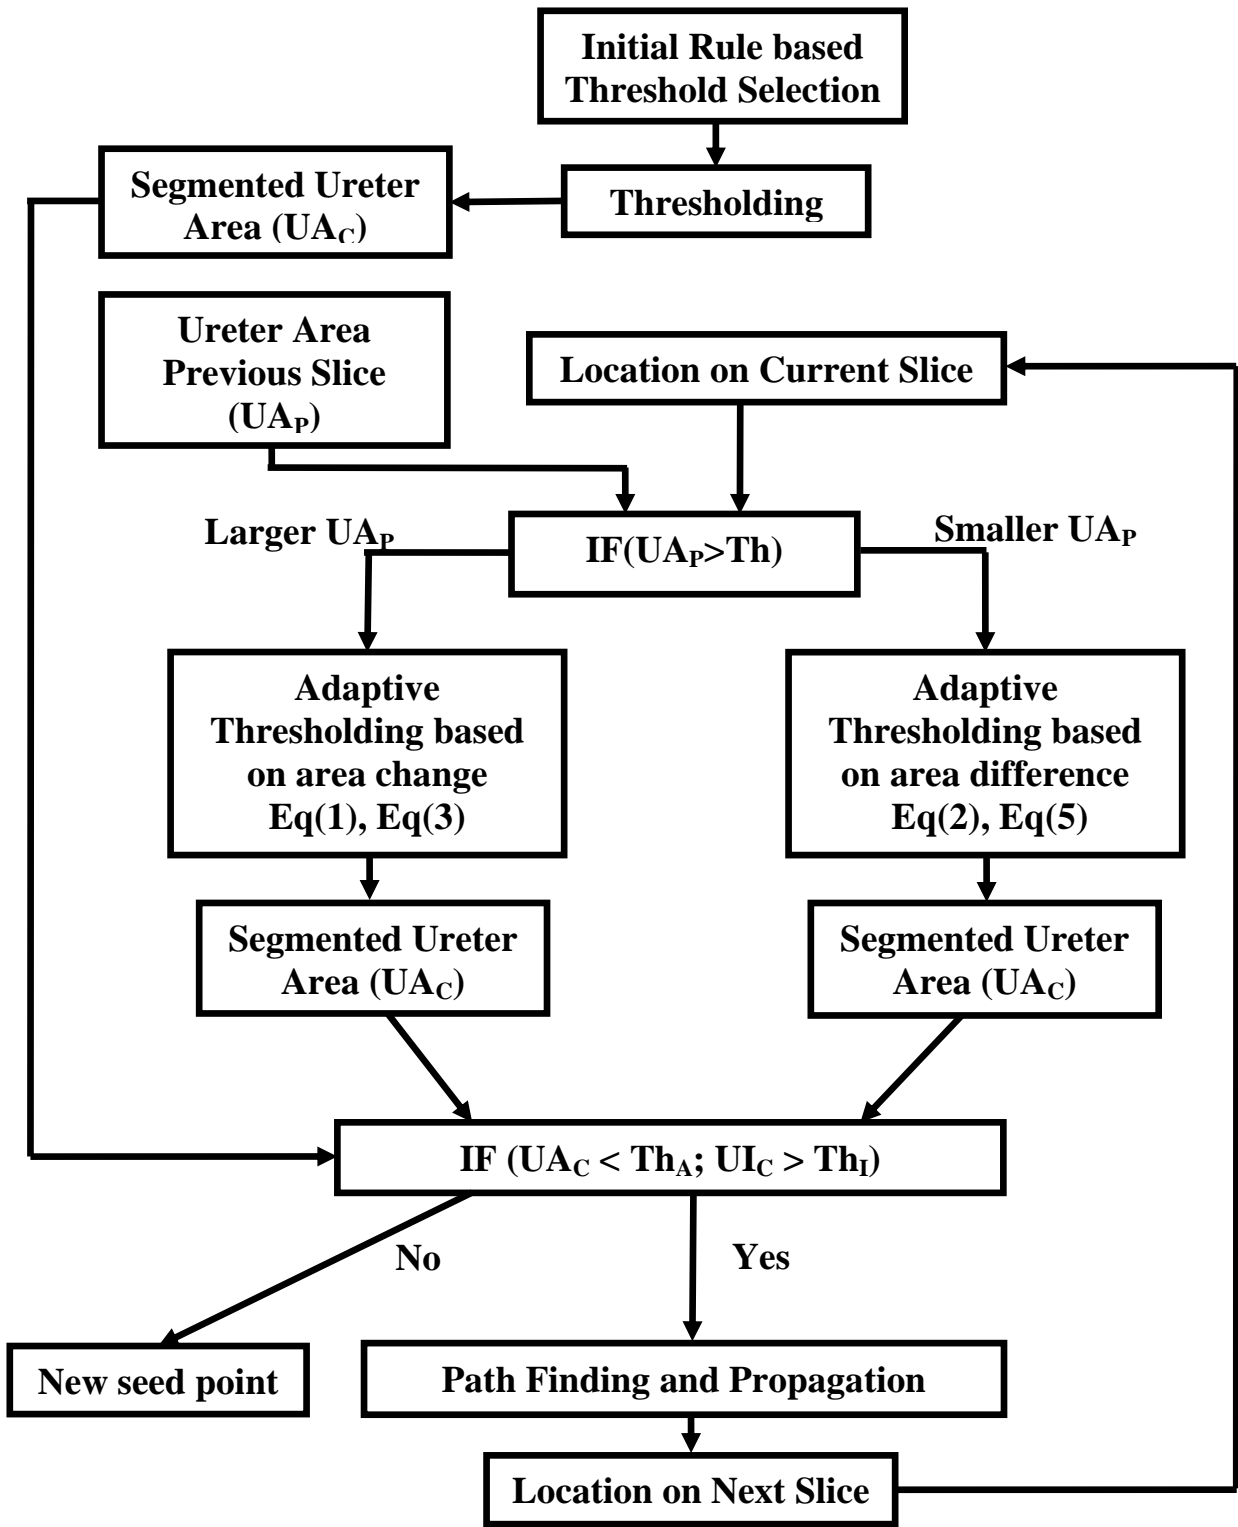 Initial Rule based
Threshold Selection
Segmented Ureter
Area (UA_C)
Thresholding
Ureter Area
Previous Slice
(UA_P)
Location on Current Slice
Larger UA_P
IF(UA_P>Th)
Smaller UA_P
Adaptive
Thresholding based
on area change
Eq(1), Eq(3)
Adaptive
Thresholding based
on area difference
Eq(2), Eq(5)
Segmented Ureter
Area (UA_C)
Segmented Ureter
Area (UA_C)
IF (UA_C < Th_A; UI_C > Th_I)
No
Yes
New seed point
Path Finding and Propagation
Location on Next Slice